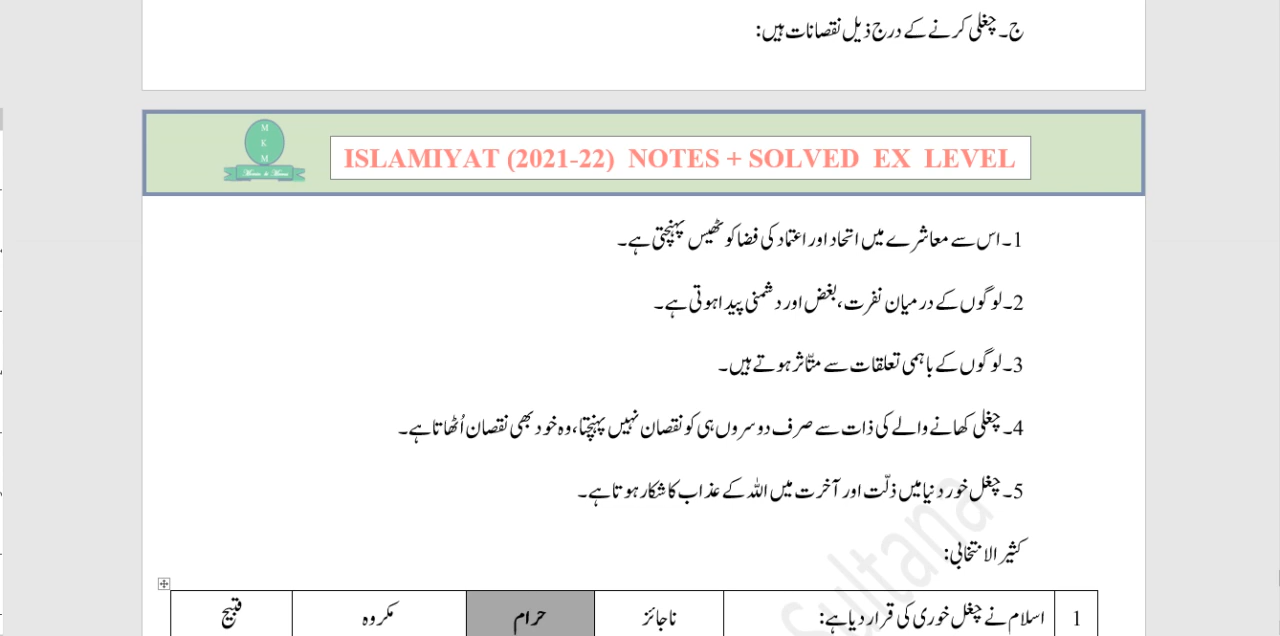 ج۔ چغلی کرنے کے درج ذیل نقصانات ہیں:
M
K
M
ISLAMIYAT (2021-22) NOTES + SOLVED EX LEVEL
1۔ اس سے معاشرے میں اتحاد اور اعتماد کی فضا کو ٹھیس پہنچتی ہے۔
2۔ لوگوں کے درمیان نفرت، بغض اور دشمنی پیدا ہوتی ہے۔
3۔ لوگوں کے باہمی تعلقات سے متاّثر ہوتے ہیں۔
4۔ چغلی کھانے والے کی ذات سے صرف دوسروں ہی کو نقصان نہیں پہنچتا، وہ خود بھی نقصان اُٹھاتا ہے۔
5۔ چغل خور دنیا میں ذلّت اور آخرت میں اللہ کے عذاب کا شکار ہوتا ہے۔
Sultana
کثیر الانتخابی:
1 اسلام نے چغل خوری کی قرار دیا ہے: ناجائز حرام مکروہ قبیح